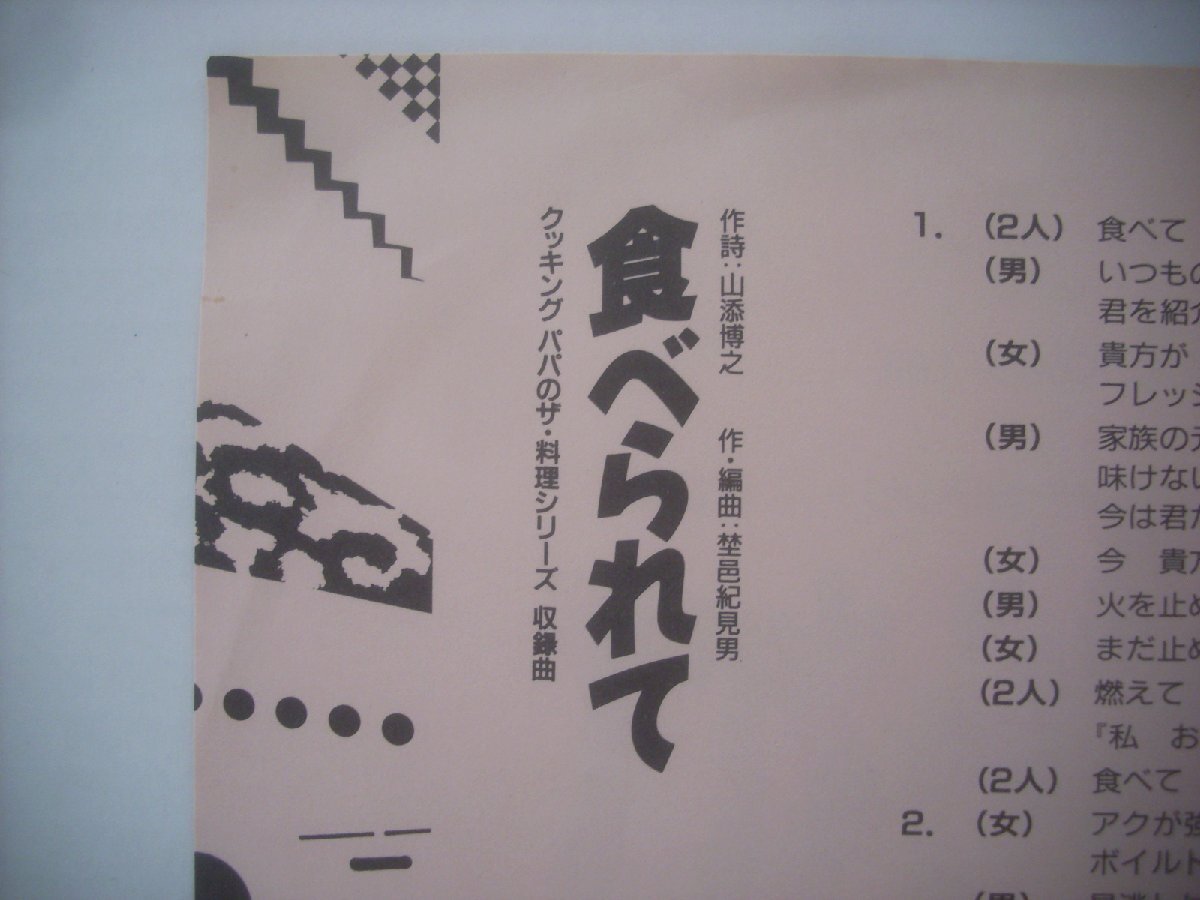 食べられて
作詩:山添博之 作・編曲:埜邑紀見男
クッキング パパのザ・料理シリーズ 収録曲
1. (2人) 食べて
(男) いつもの
君を紹介
(女) 貴方が
フレッシ
(男) 家族の
味けない
今は君
(女) 今 貴方
(男) 火を止め
(女) まだ止め
(2人) 燃えて
『私 お
(2人) 食べて
2. (女) アクが強
ボイルド